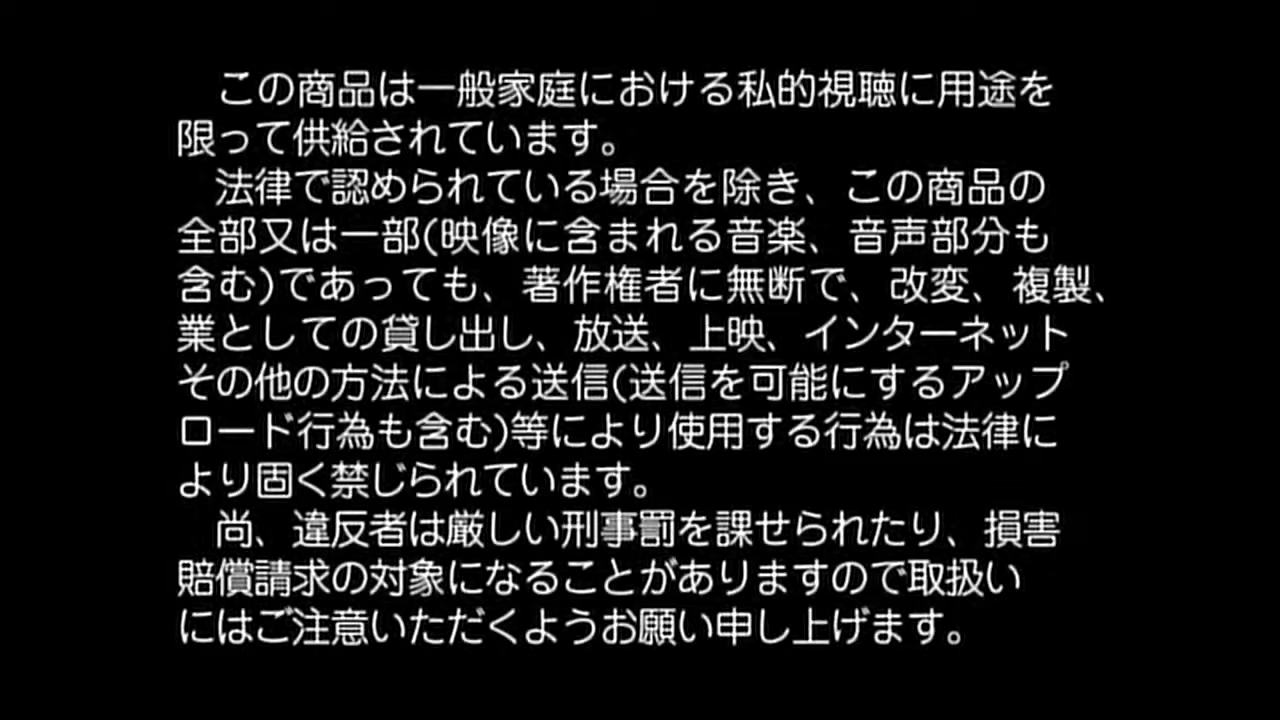 この商品は一般家庭における私的視聴に用途を
限って供給されています。
法律で認められている場合を除き、この商品の
全部又は一部(映像に含まれる音楽、音声部分も
含む)であっても、著作権者に無断で、改変、複製、
業としての貸し出し、放送、上映、インターネット
その他の方法による送信(送信を可能にするアップ
ロード行為も含む)等により使用する行為は法律に
より固く禁じられています。
尚、違反者は厳しい刑事罰を課せられたり、損害
賠償請求の対象になることがありますので取扱い
にはご注意いただくようお願い申し上げます。